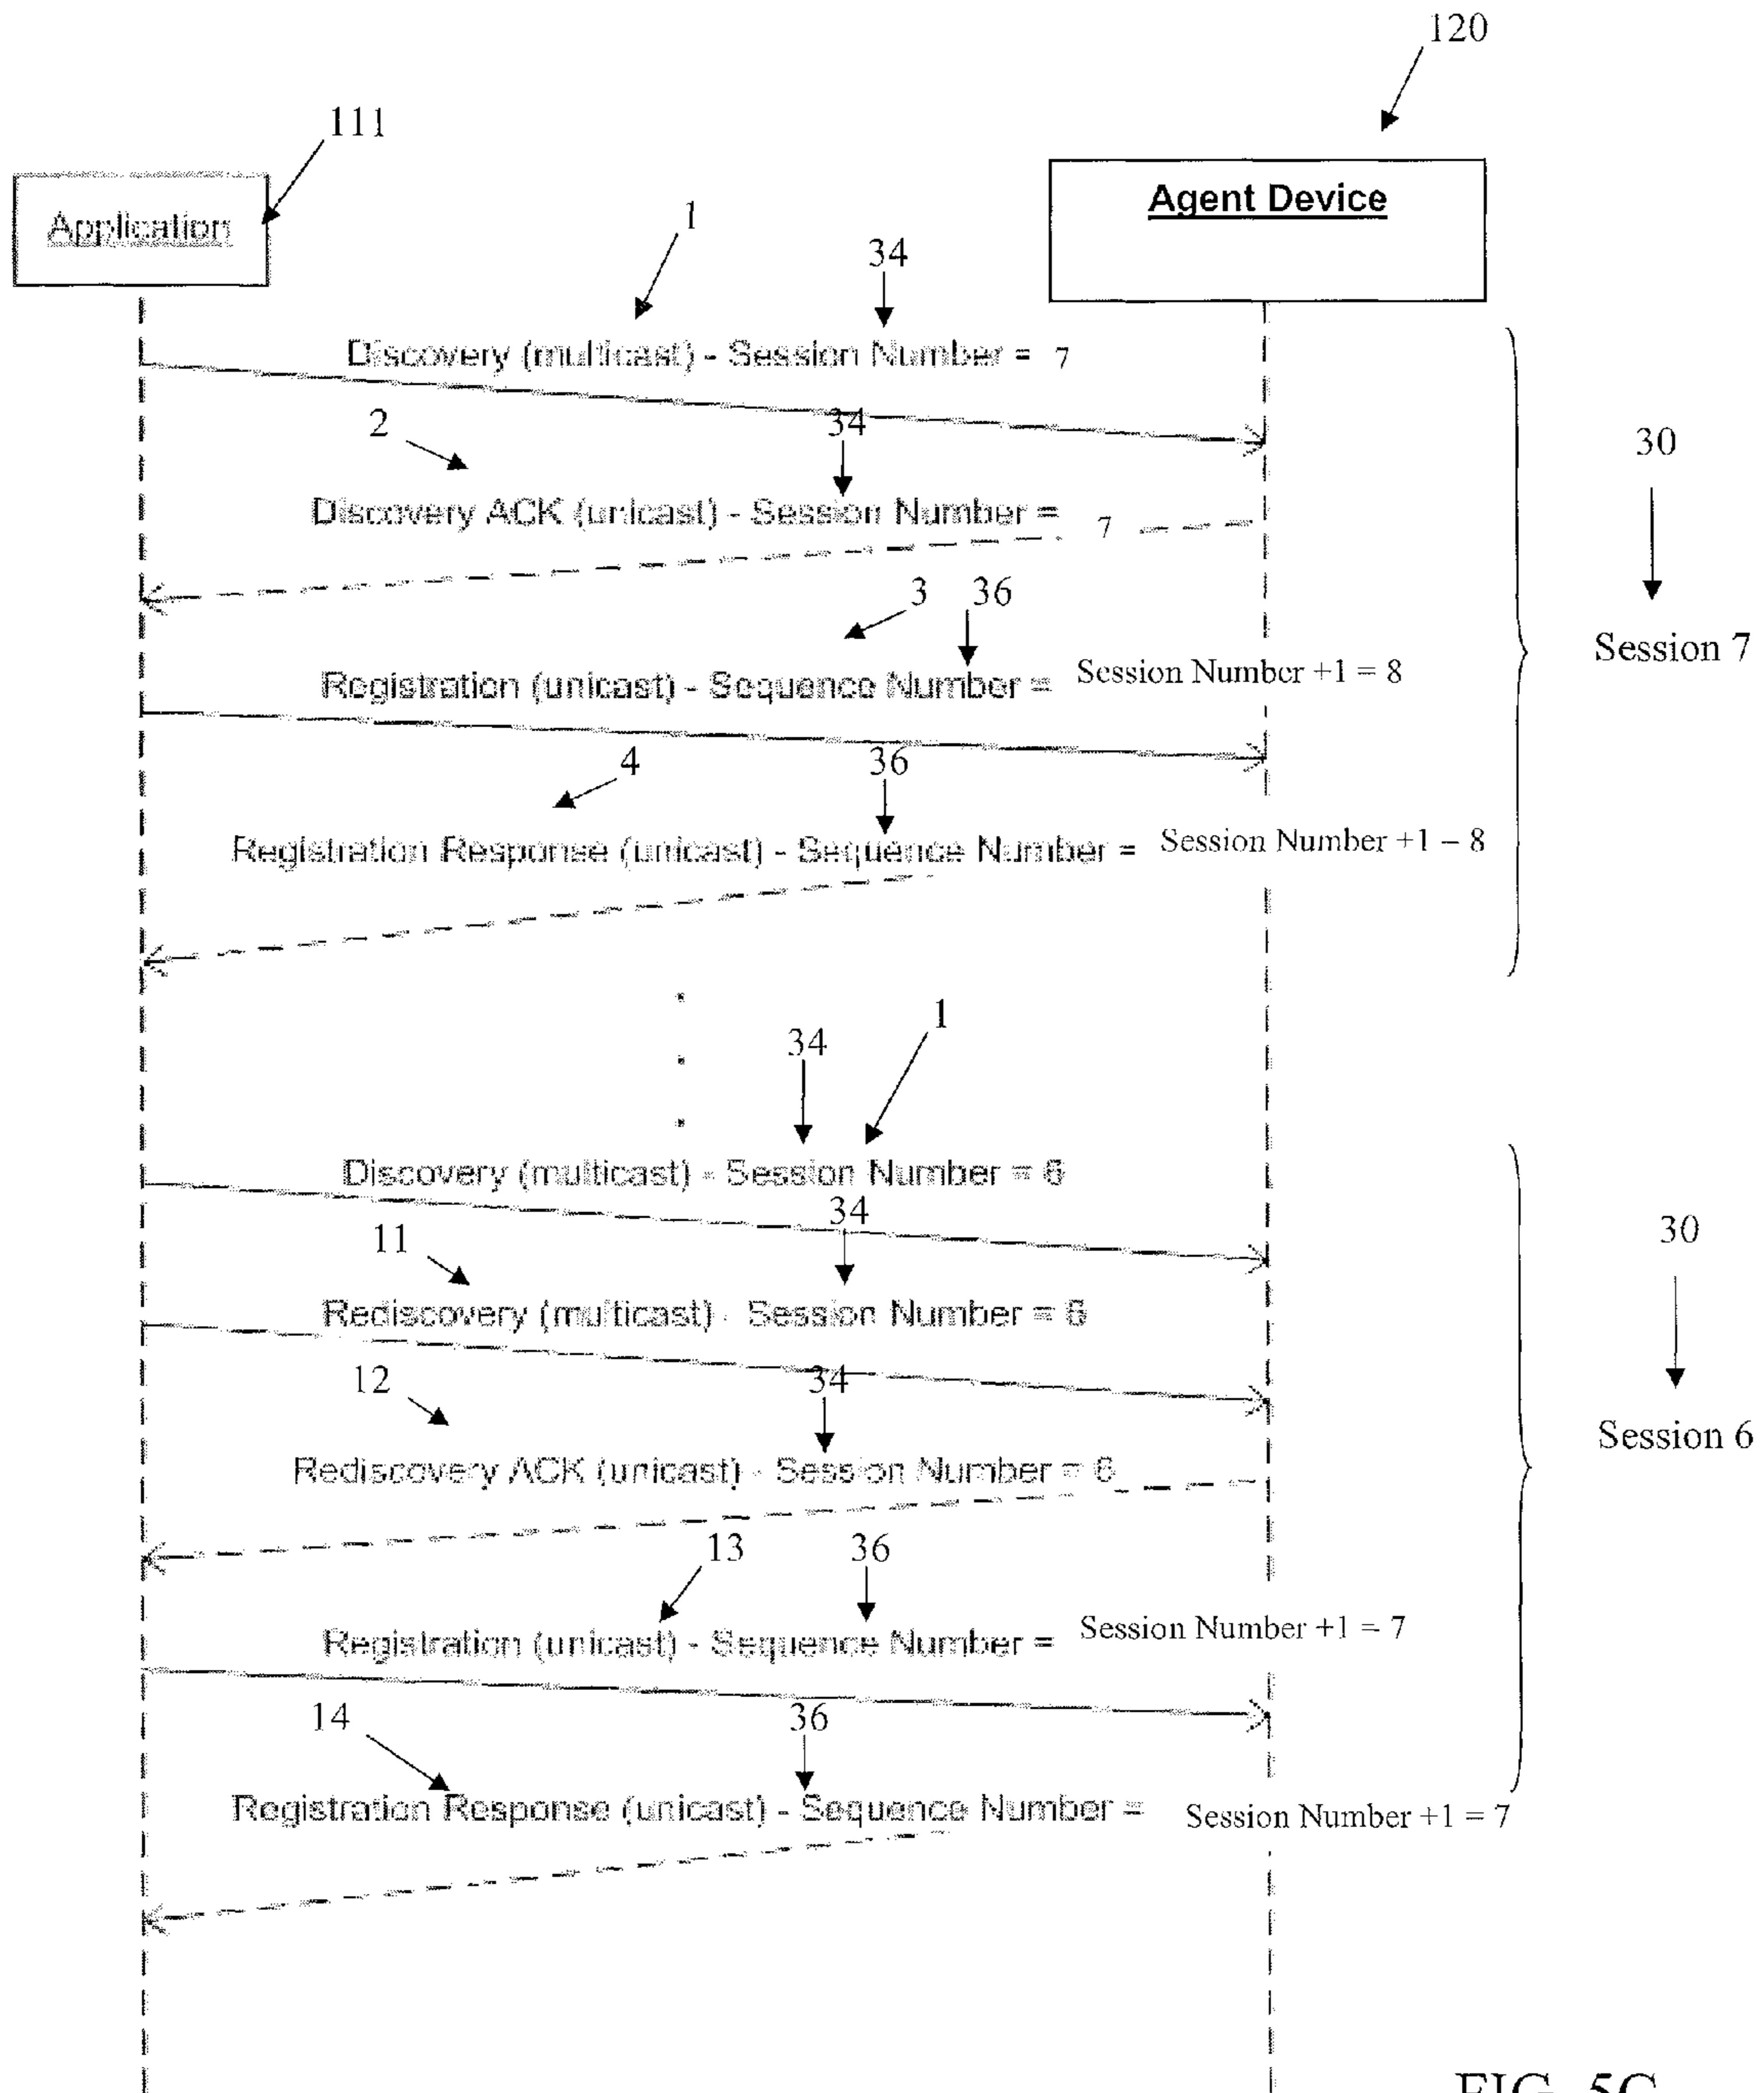 120
111
Application
Agent Device
1
34
Discovery (multicast) - Session Number = 7
2
34
30
Discovery ACK (unicast) - Session Number = 7
3 36
Session 7
Registration (unicast) - Sequence Number = Session Number +1 = 8
4
36
Registration Response (unicast) - Sequence Number = Session Number +1 = 8
1
34
Discovery (multicast) - Session Number = 6
34
30
11
Rediscovery (multicast) - Session Number = 6
12
34
Session 6
Rediscovery ACK (unicast) - Session Number = 6
13 36
Registration (unicast) - Sequence Number = Session Number +1 = 7
14
36
Registration Response (unicast) - Sequence Number = Session Number +1 = 7
FIG. 5C